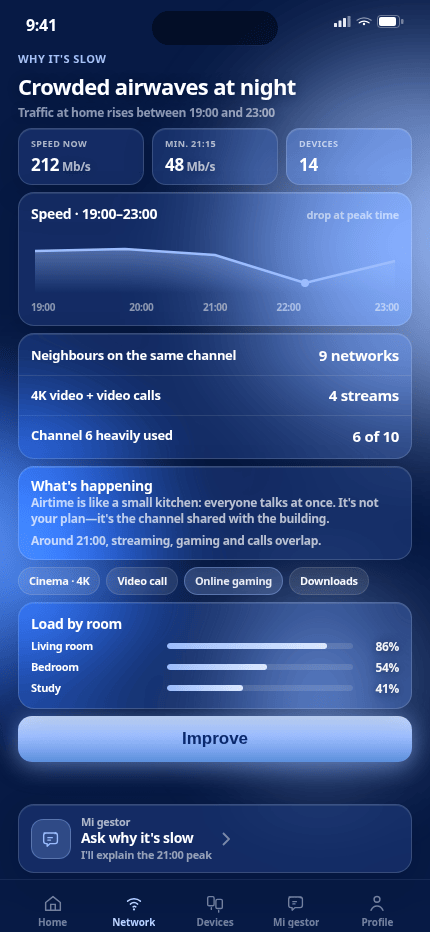 9:41
WHY IT'S SLOW
Crowded airwaves at night
Traffic at home rises between 19:00 and 23:00
SPEED NOW
212 Mb/s
MIN. 21:15
48 Mb/s
DEVICES
14
Speed · 19:00–23:00
drop at peak time
19:00 20:00 21:00 22:00 23:00
Neighbours on the same channel 9 networks
4K video + video calls 4 streams
Channel 6 heavily used 6 of 10
What's happening
Airtime is like a small kitchen: everyone talks at once. It's not
your plan—it's the channel shared with the building.
Around 21:00, streaming, gaming and calls overlap.
Cinema · 4K Video call Online gaming Downloads
Load by room
Living room 86%
Bedroom 54%
Study 41%
Improve
Mi gestor
Ask why it's slow
I'll explain the 21:00 peak
Home Network Devices Mi gestor Profile